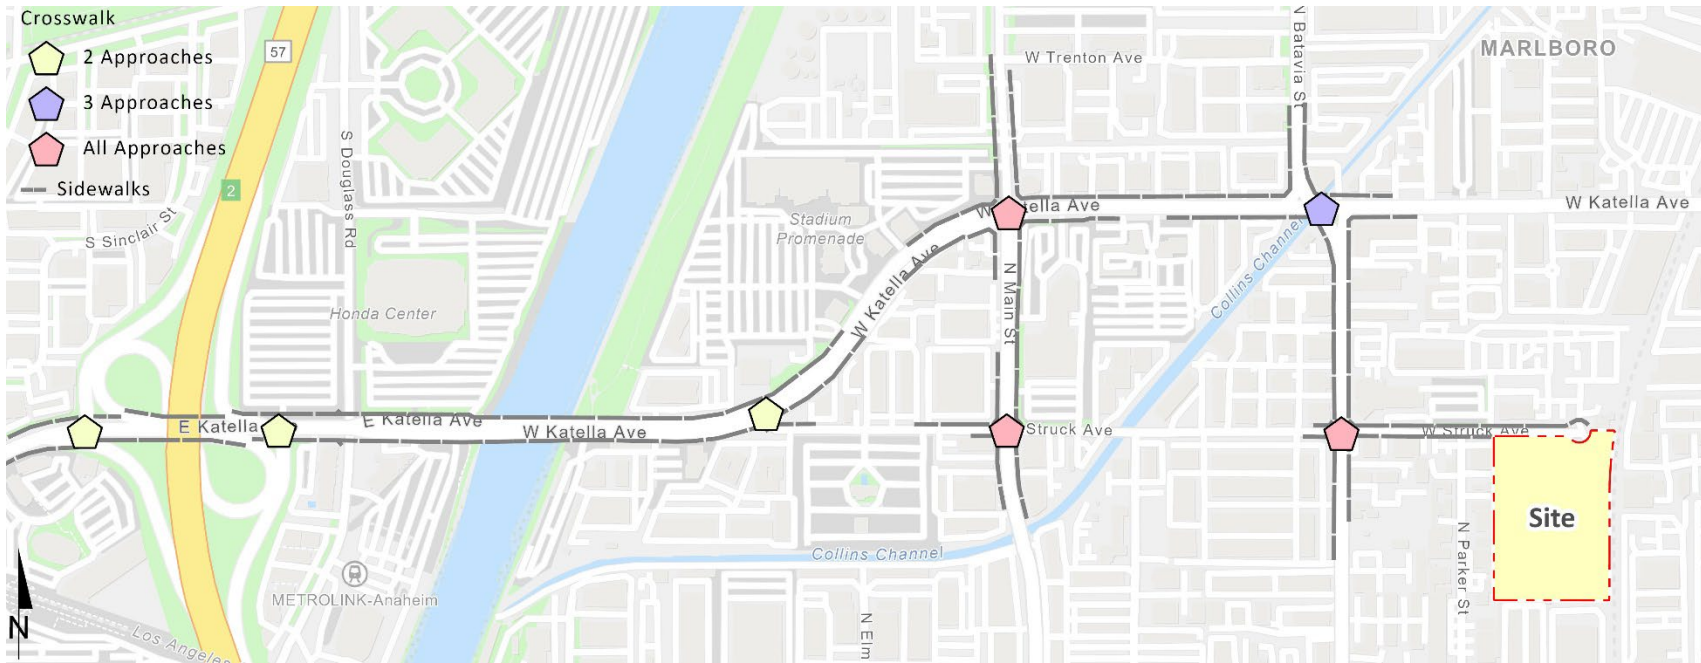 Crosswalk
2 Approaches
3 Approaches
All Approaches
Sidewalks
57
2
S Douglass Rd
S Sinclair St
Honda Center
E Katella
E Katella Ave
W Katella Ave
METROLINK-Anaheim
Los Angeles
N
Stadium
Promenade
W Katella Ave
W Trenton Ave
N Batavia St
MARLBORO
W Katella Ave
W Katella Ave
Collins Channel
N Main St
Struck Ave
W Struck Ave
Collins Channel
N Elm
N Parker St
Site